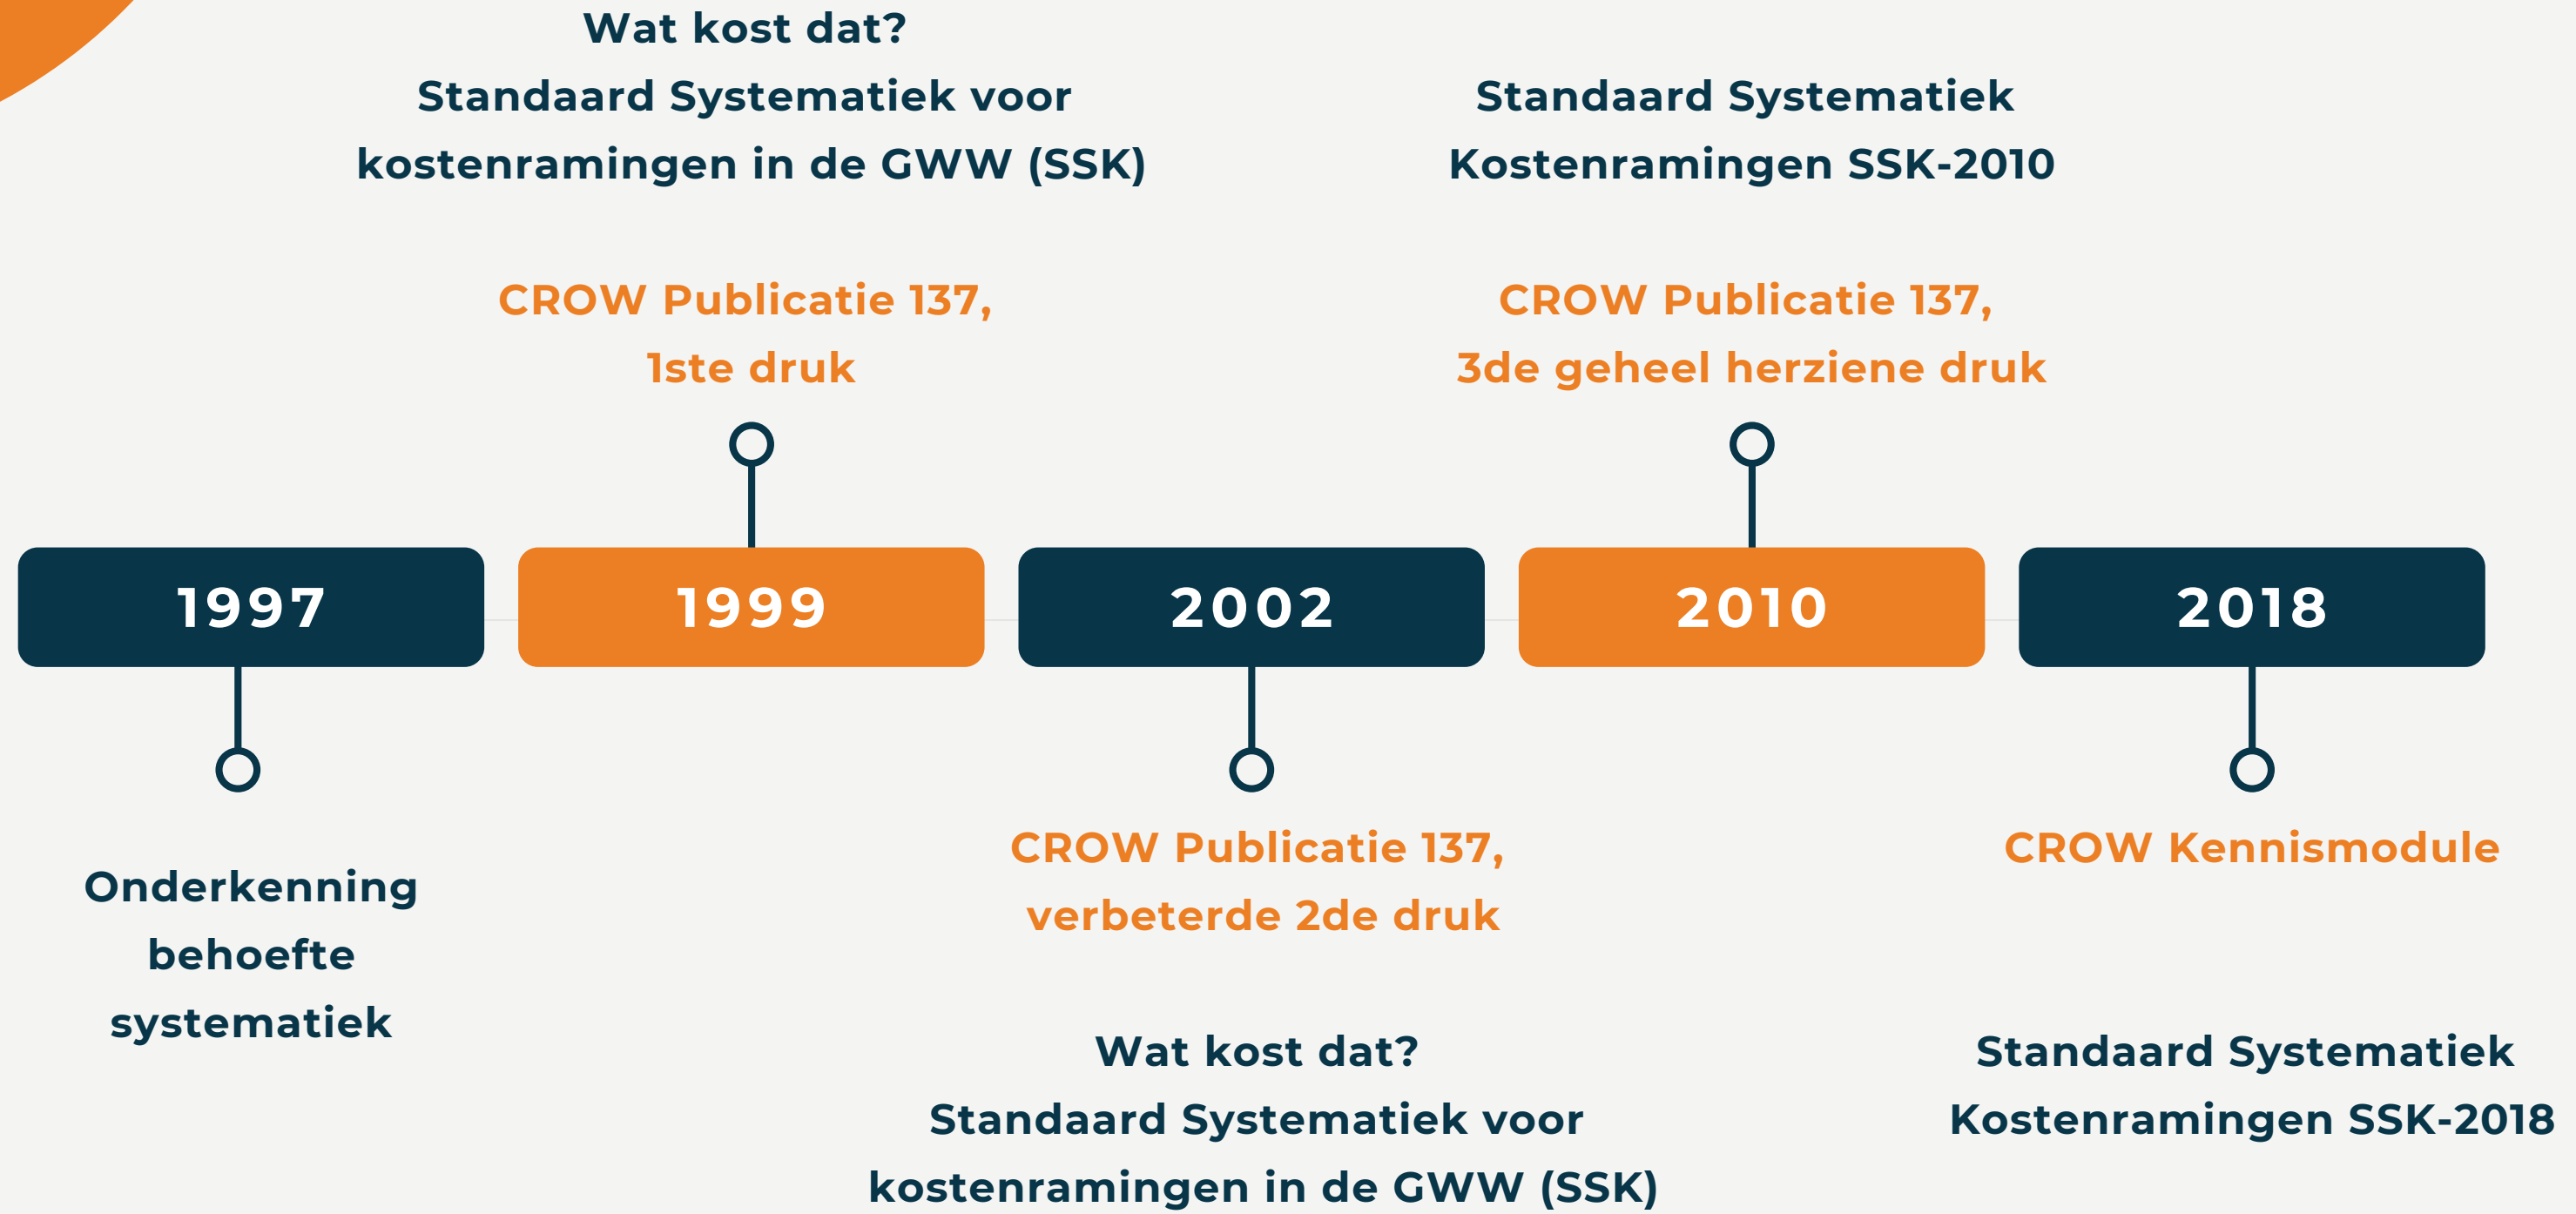 Wat kost dat?
Standaard Systematiek voor
kostenramingen in de GWW (SSK)
CROW Publicatie 137,
1ste druk
Standaard Systematiek
Kostenramingen SSK-2010
CROW Publicatie 137,
3de geheel herziene druk
1997
1999
2002
2010
2018
Onderkenning
behoefte
systematiek
CROW Publicatie 137,
verbeterde 2de druk
Wat kost dat?
Standaard Systematiek voor
kostenramingen in de GWW (SSK)
CROW Kennismodule
Standaard Systematiek
Kostenramingen SSK-2018